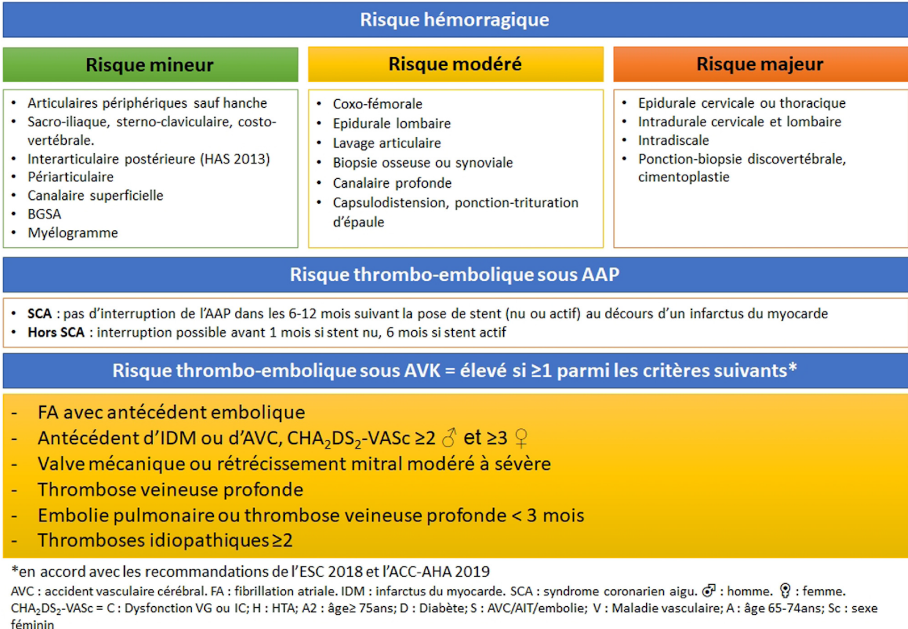 Risque hémorragique
Risque mineur
• Articulaires périphériques sauf hanche
• Sacro-iliaque, sterno-claviculaire, costo-
vertébrale.
• Interarticulaire postérieure (HAS 2013)
• Périarticulaire
• Canalaire superficielle
• BGSA
• Myélogramme
Risque modéré
• Coxo-fémorale
• Epidurale lombaire
• Lavage articulaire
• Biopsie osseuse ou synoviale
• Canalaire profonde
• Capsulodistension, ponction-trituration
d'épaule
Risque majeur
• Epidurale cervicale ou thoracique
• Intradurale cervicale et lombaire
• Intradiscale
• Ponction-biopsie discovertébrale,
cimentoplastie
Risque thrombo-embolique sous AAP
• SCA : pas d'interruption de l'AAP dans les 6-12 mois suivant la pose de stent (nu ou actif) au décours d'un infarctus du myocarde
• Hors SCA : interruption possible avant 1 mois si stent nu, 6 mois si stent actif
Risque thrombo-embolique sous AVK = élevé si ≥1 parmi les critères suivants*
- FA avec antécédent embolique
- Antécédent d'IDM ou d'AVC, CHA₂DS₂-VASc ≥2 ♂ et ≥3 ♀
- Valve mécanique ou rétrécissement mitral modéré à sévère
- Thrombose veineuse profonde
- Embolie pulmonaire ou thrombose veineuse profonde < 3 mois
- Thromboses idiopathiques ≥2
*en accord avec les recommandations de l'ESC 2018 et l'ACC-AHA 2019
AVC : accident vasculaire cérébral. FA : fibrillation atriale. IDM : infarctus du myocarde. SCA : syndrome coronarien aigu. ♂ : homme. ♀ : femme.
CHA₂DS₂-VASc = C : Dysfonction VG ou IC; H : HTA; A2 : âge≥ 75ans; D : Diabète; S : AVC/AIT/embolie; V : Maladie vasculaire; A : âge 65-74ans; Sc : sexe
féminin